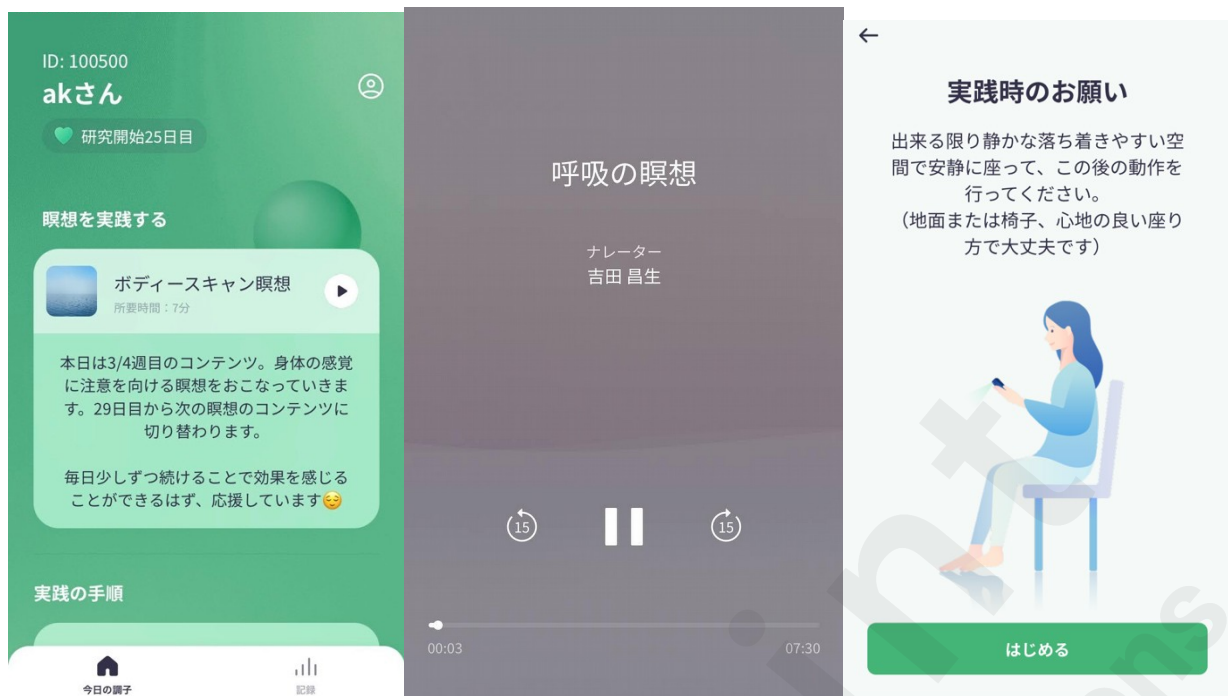 ID: 100500
akさん
研究開始25日目
瞑想を実践する
ボディースキャン瞑想
所要時間:7分
本日は3/4週目のコンテンツ。身体の感覚
に注意を向ける瞑想をおこなっていきま
す。29日目から次の瞑想のコンテンツに
切り替わります。
毎日少しずつ続けることで効果を感じる
ことができるはず、応援しています😌
実践の手順
今日の調子
記録
呼吸の瞑想
ナレーター
吉田 昌生
15
15
00:03
07:30
実践時のお願い
出来る限り静かな落ち着きやすい空
間で安静に座って、この後の動作を
行ってください。
(地面または椅子、心地の良い座り
方で大丈夫です)
はじめる